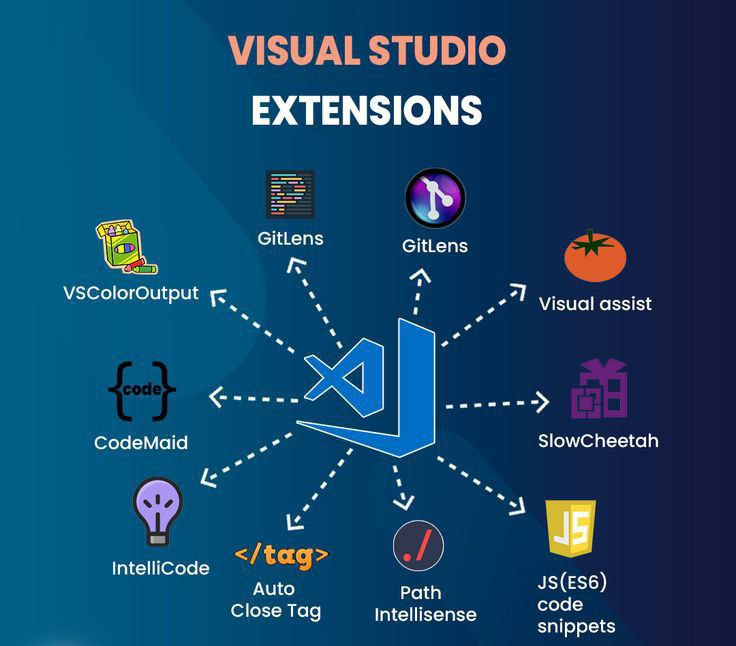 VISUAL STUDIO
EXTENSIONS
GitLens
GitLens
VSColorOutput
Visual assist
{code}
CodeMaid
SlowCheetah
IntelliCode
</tag>
Auto
Close Tag
./
Path
Intellisense
JS
JS(ES6)
code
snippets